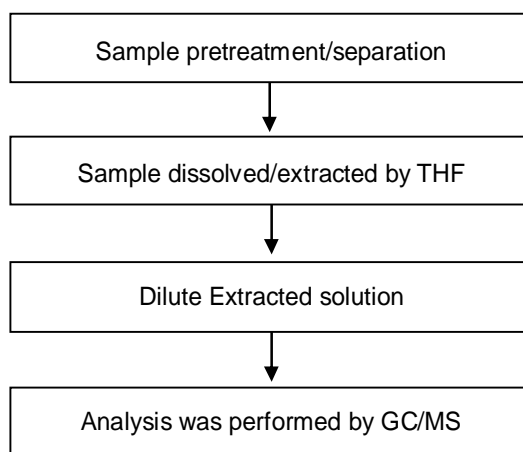 Sample pretreatment/separation
Sample dissolved/extracted by THF
Dilute Extracted solution
Analysis was performed by GC/MS